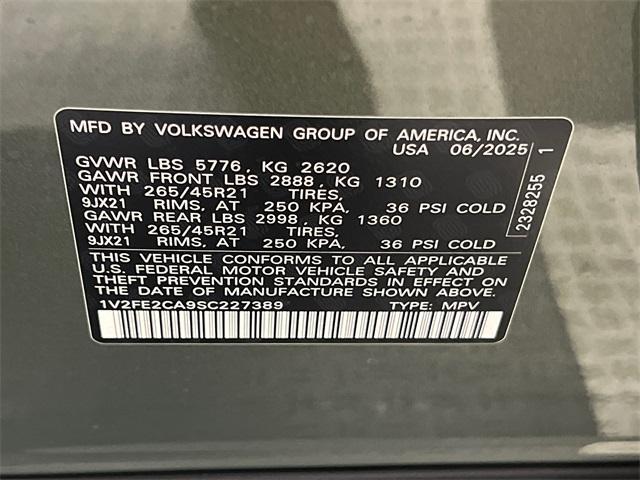 MFD BY VOLKSWAGEN GROUP OF AMERICA, INC.
USA 06/2025
GVWR LBS 5776, KG 2620
GAWR FRONT LBS 2888, KG 1310
WITH 265/45R21 TIRES,
9JX21 RIMS, AT 250 KPA, 36 PSI COLD
GAWR REAR LBS 2998, KG 1360
WITH 265/45R21 TIRES,
9JX21 RIMS, AT 250 KPA, 36 PSI COLD
THIS VEHICLE CONFORMS TO ALL APPLICABLE
U.S. FEDERAL MOTOR VEHICLE SAFETY AND
THEFT PREVENTION STANDARDS IN EFFECT ON
THE DATE OF MANUFACTURE SHOWN ABOVE.
1V2FE2CA9SC227389 TYPE: MPV
2328255 1